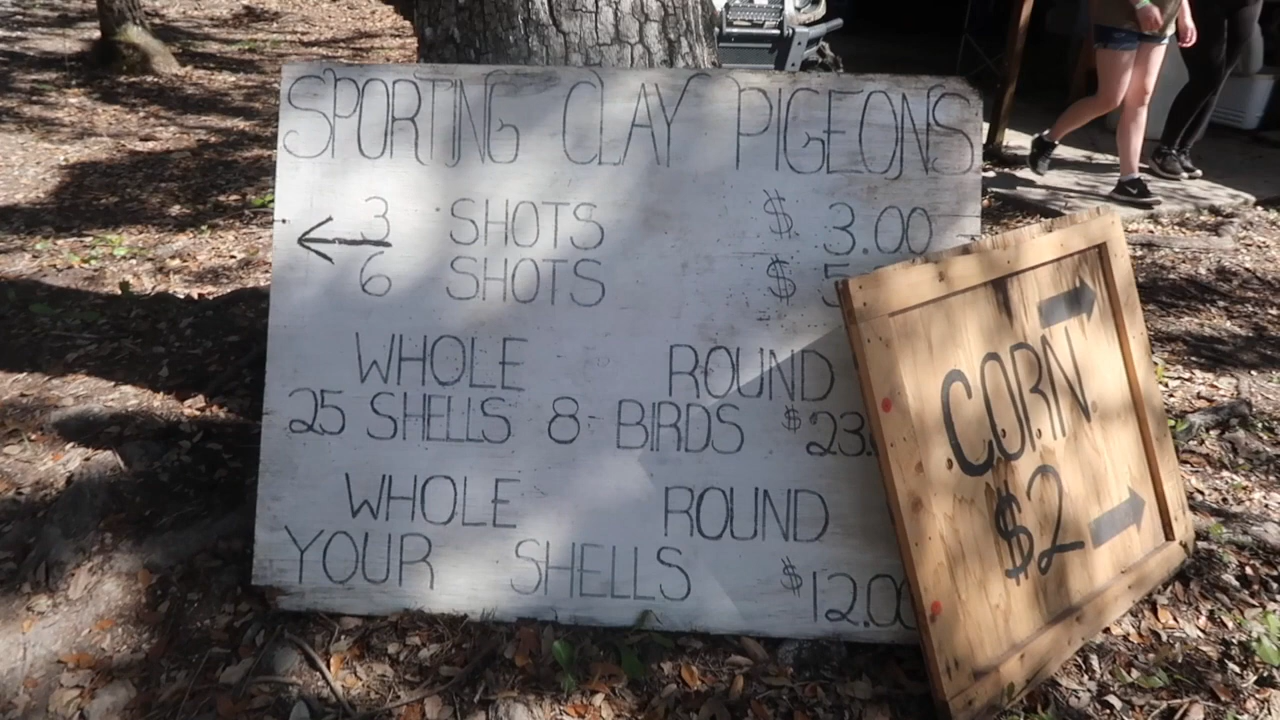 SPORTING CLAY PIGEONS
3 SHOTS $ 3.00
6 SHOTS $ 5
WHOLE ROUND
25 SHELLS 8 BIRDS $23.
WHOLE ROUND
YOUR SHELLS $12.00
CORN
$2